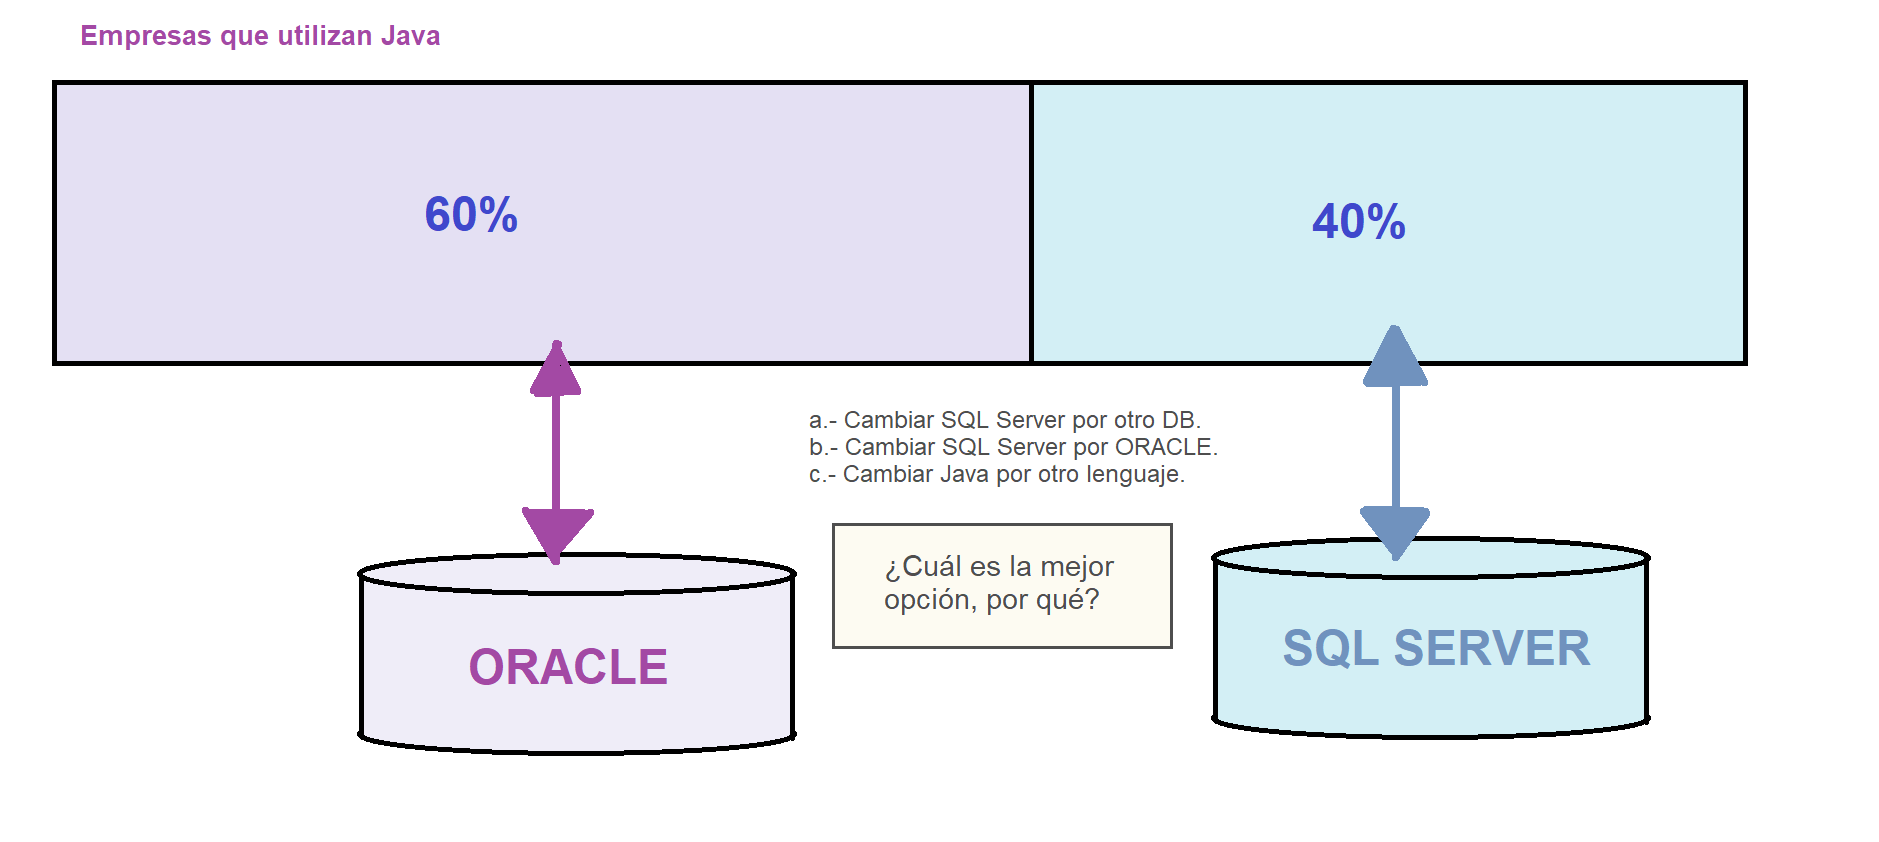 Empresas que utilizan Java
60%
40%
a.- Cambiar SQL Server por otro DB.
b.- Cambiar SQL Server por ORACLE.
c.- Cambiar Java por otro lenguaje.
¿Cuál es la mejor
opción, por qué?
ORACLE
SQL SERVER